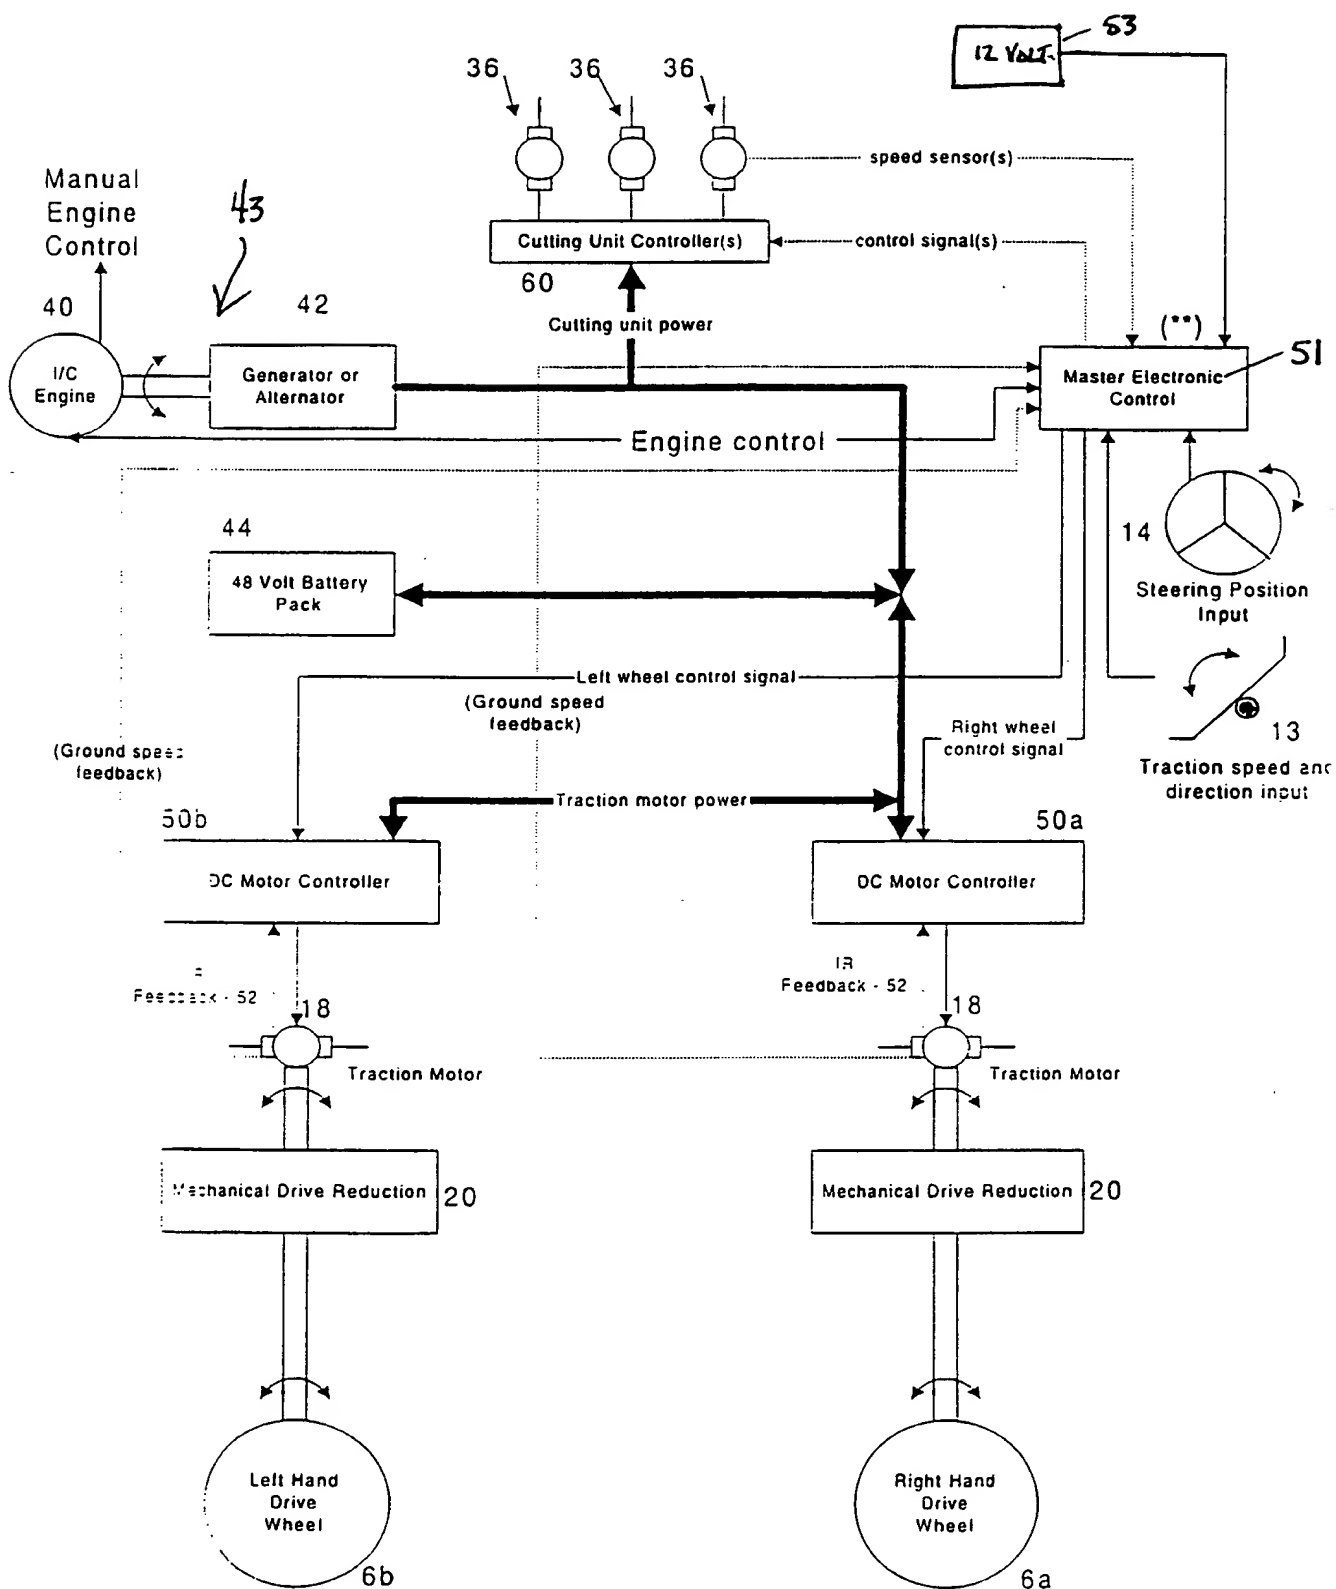 53
12 VOLT.
36
36
36
speed sensor(s)
Manual
Engine
Control
43
Cutting Unit Controller(s)
control signal(s)
60
40
42
Cutting unit power
(**)
51
I/C
Engine
Generator or
Alternator
Master Electronic
Control
Engine control
44
14
48 Volt Battery
Pack
Steering Position
Input
Left wheel control signal
(Ground speed
feedback)
Right wheel
control signal
13
(Ground speed
feedback)
Traction speed and
direction input
Traction motor power
50b
50a
DC Motor Controller
DC Motor Controller
Feedback - 52
IR
Feedback - 52
18
18
Traction Motor
Traction Motor
Mechanical Drive Reduction
20
Mechanical Drive Reduction
20
Left Hand
Drive
Wheel
Right Hand
Drive
Wheel
6b
6a